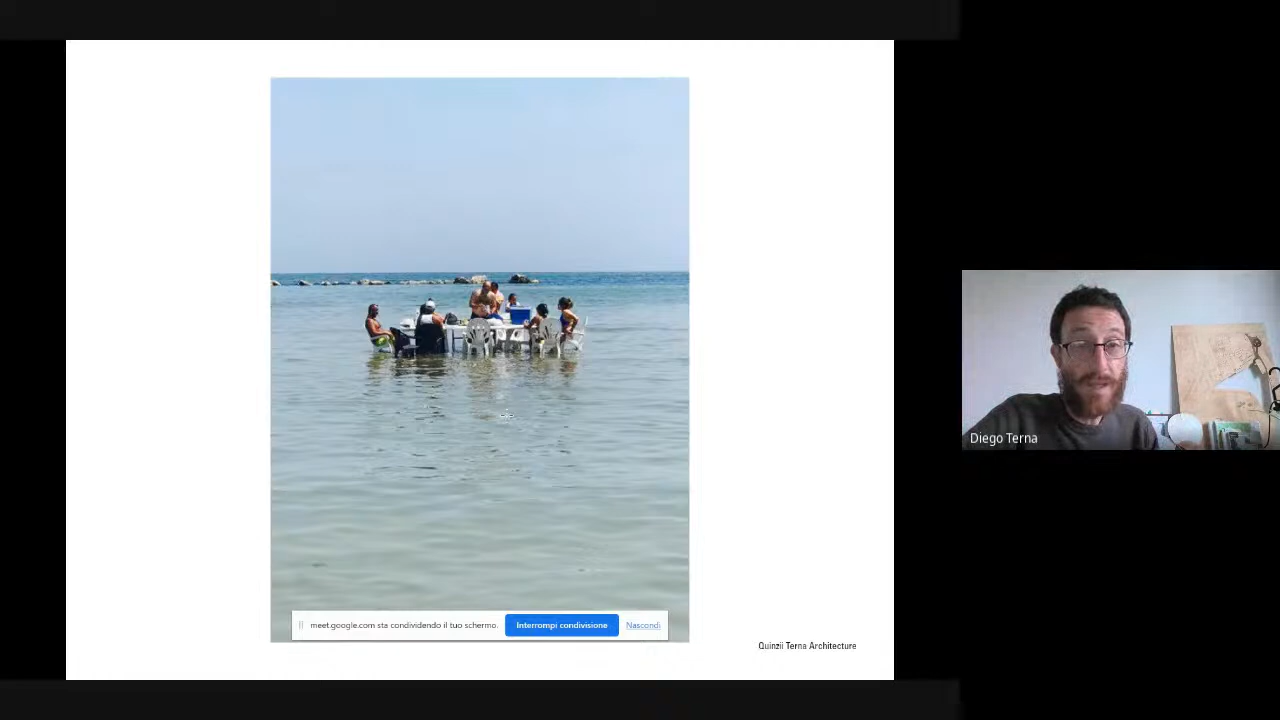 meet.google.com sta condividendo il tuo schermo. Interrompi condivisione Nascondi
Quinzii Terna Architecture
Diego Terna